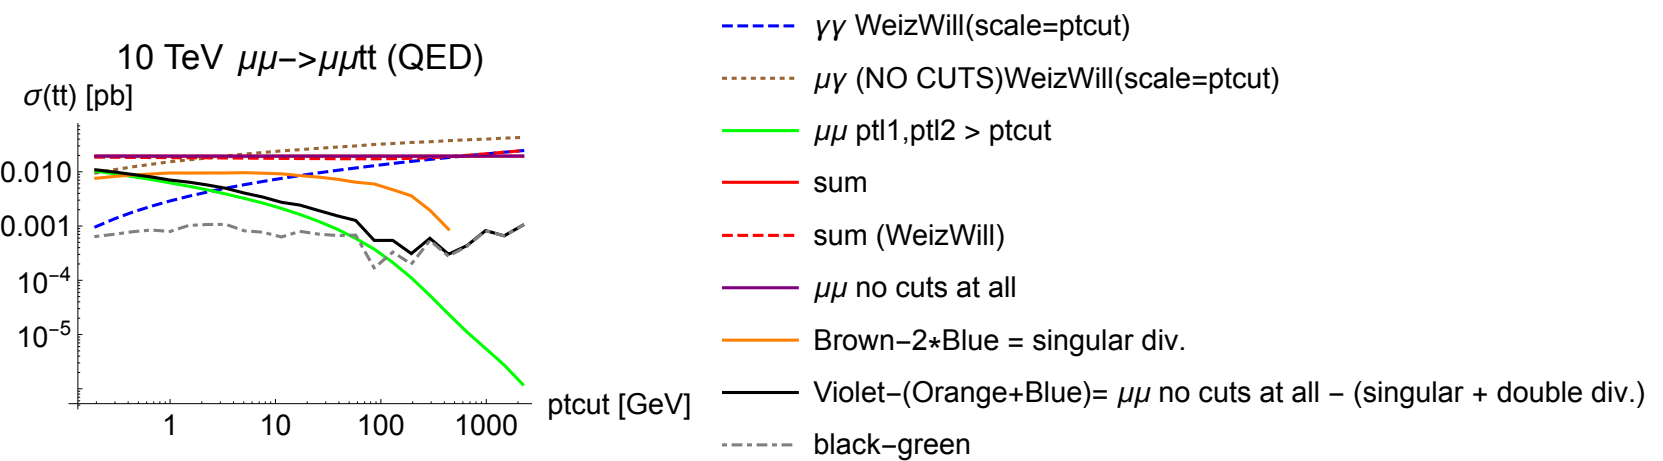 10 TeV μμ−>μμtt (QED)
σ(tt) [pb]
0.010
0.001
10−4
10−5
1
10
100
1000
ptcut [GeV]
γγ WeizWill(scale=ptcut)
μγ (NO CUTS)WeizWill(scale=ptcut)
μμ ptl1,ptl2 > ptcut
sum
sum (WeizWill)
μμ no cuts at all
Brown−2*Blue = singular div.
Violet−(Orange+Blue)= μμ no cuts at all − (singular + double div.)
black−green